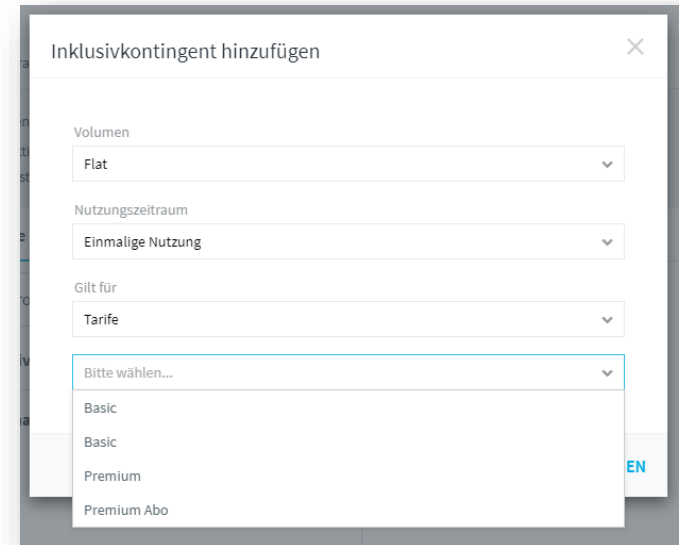 Inklusivkontingent hinzufügen
Volumen
Flat
Nutzungszeitraum
Einmalige Nutzung
Gilt für
Tarife
Bitte wählen...
Basic
Basic
Premium
Premium Abo
EN